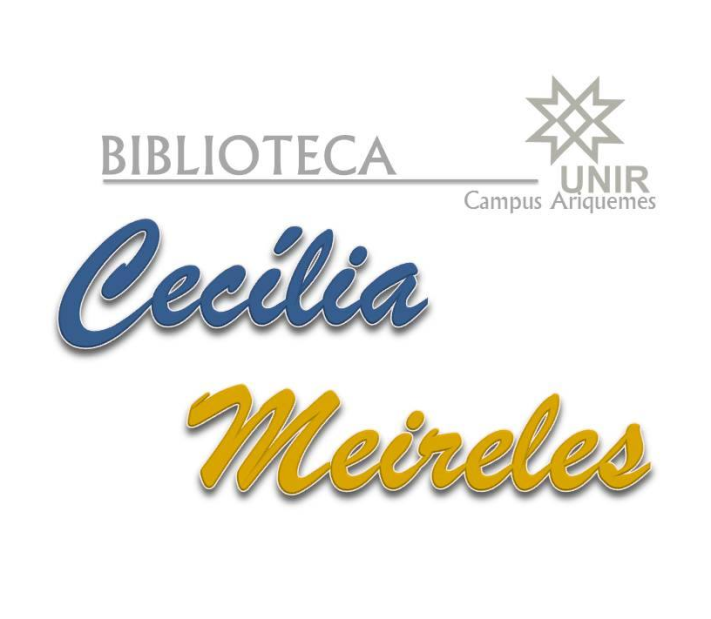 BIBLIOTECA
UNIR
Campus Ariquemes
Cecília
Meireles